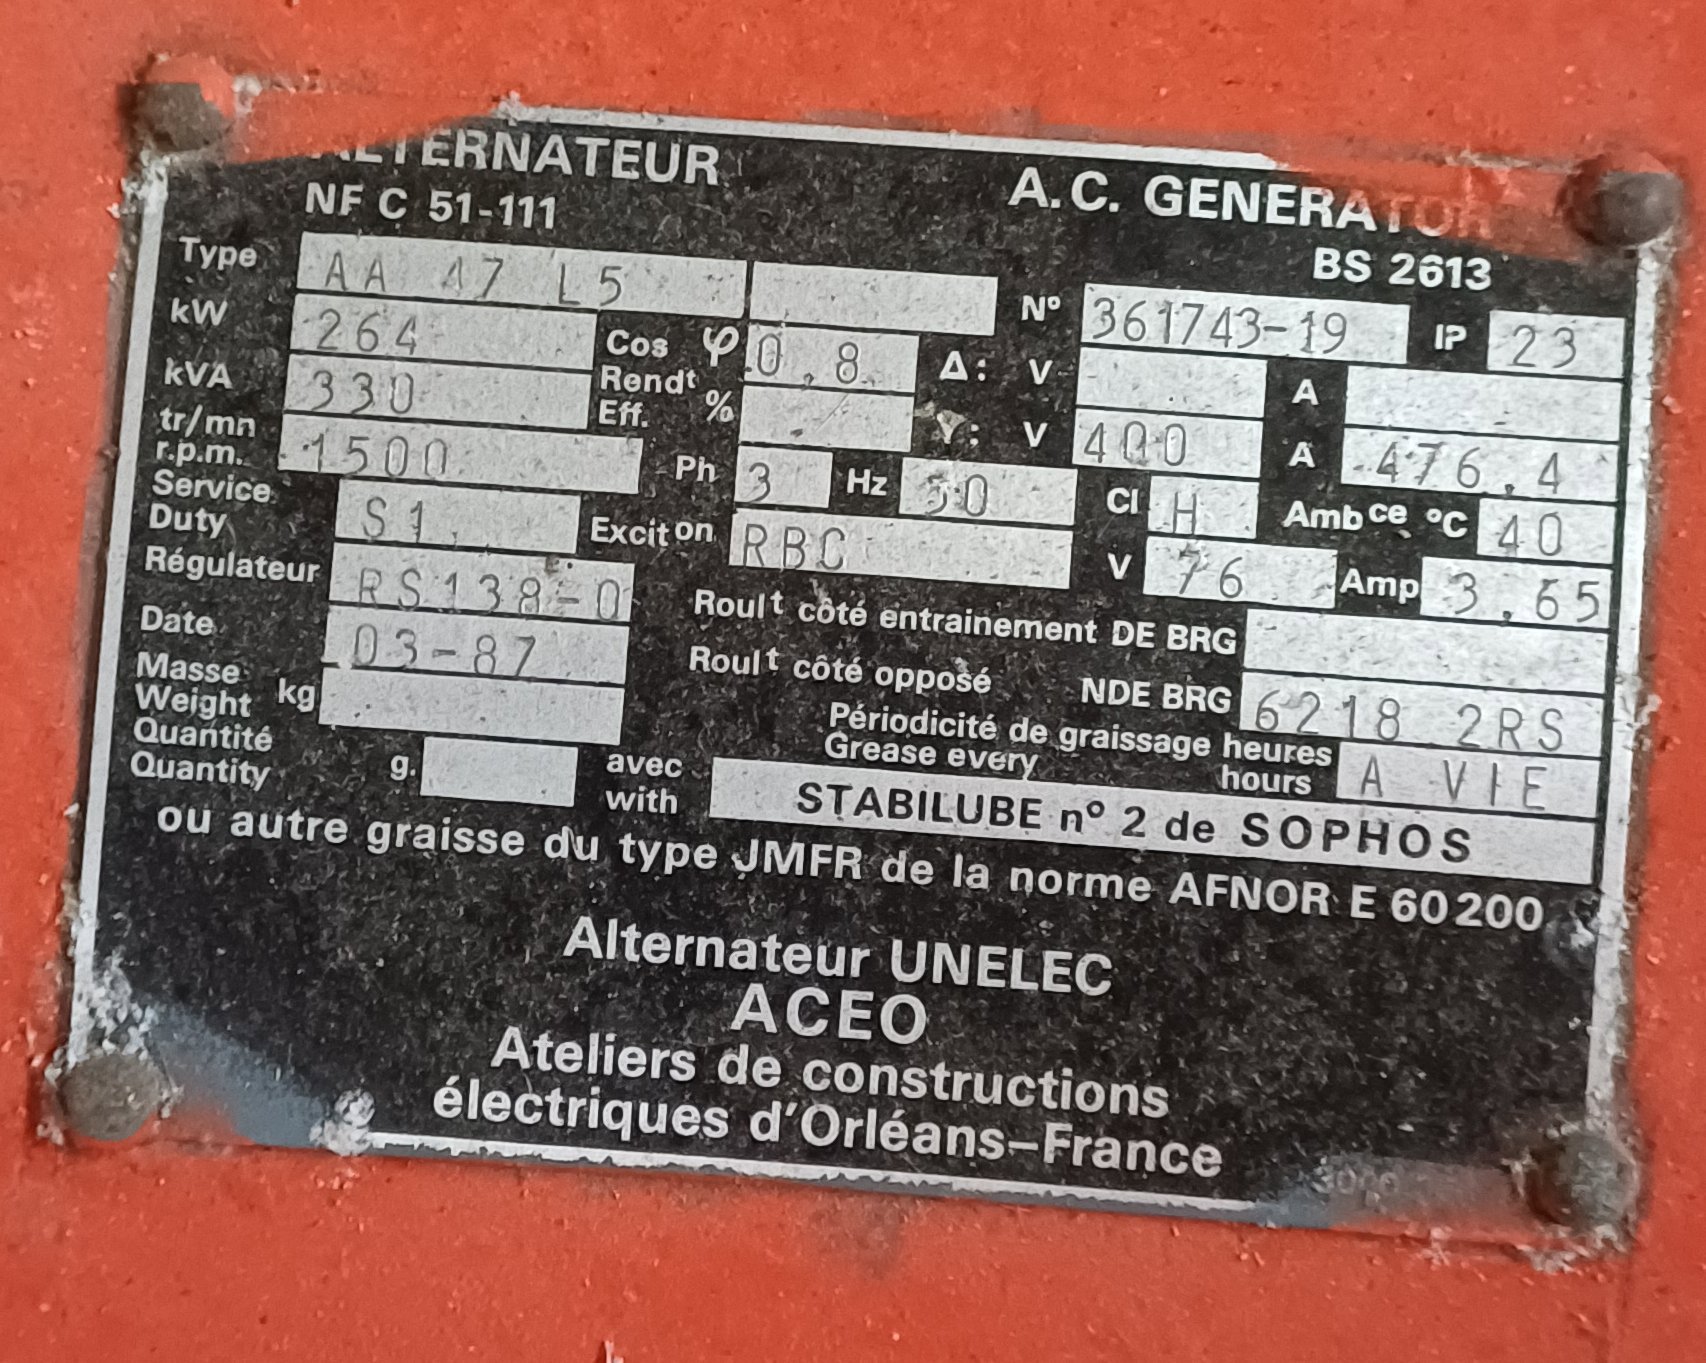 ALTERNATEUR A.C. GENERATOR
NF C 51-111 BS 2613
Type AA 47 L5 N° 361743-19 IP 23
kW 264 Cos φ 0,8 Δ: V A
kVA 330 Rendt Eff. % Y: V 400 A 476,4
tr/mn r.p.m. 1500 Ph 3 Hz 50 Cl H Ambce °C 40
Service Duty S1 Exciton RBC V 76 Amp 3,65
Régulateur RS138-0 Roult côté entrainement DE BRG
Date 03-87 Roult côté opposé NDE BRG 6218 2RS
Masse Weight kg Périodicité de graissage heures
Grease every hours A VIE
Quantité Quantity g. avec with STABILUBE n° 2 de SOPHOS
ou autre graisse du type JMFR de la norme AFNOR E 60200
Alternateur UNELEC
ACEO
Ateliers de constructions
électriques d'Orléans-France